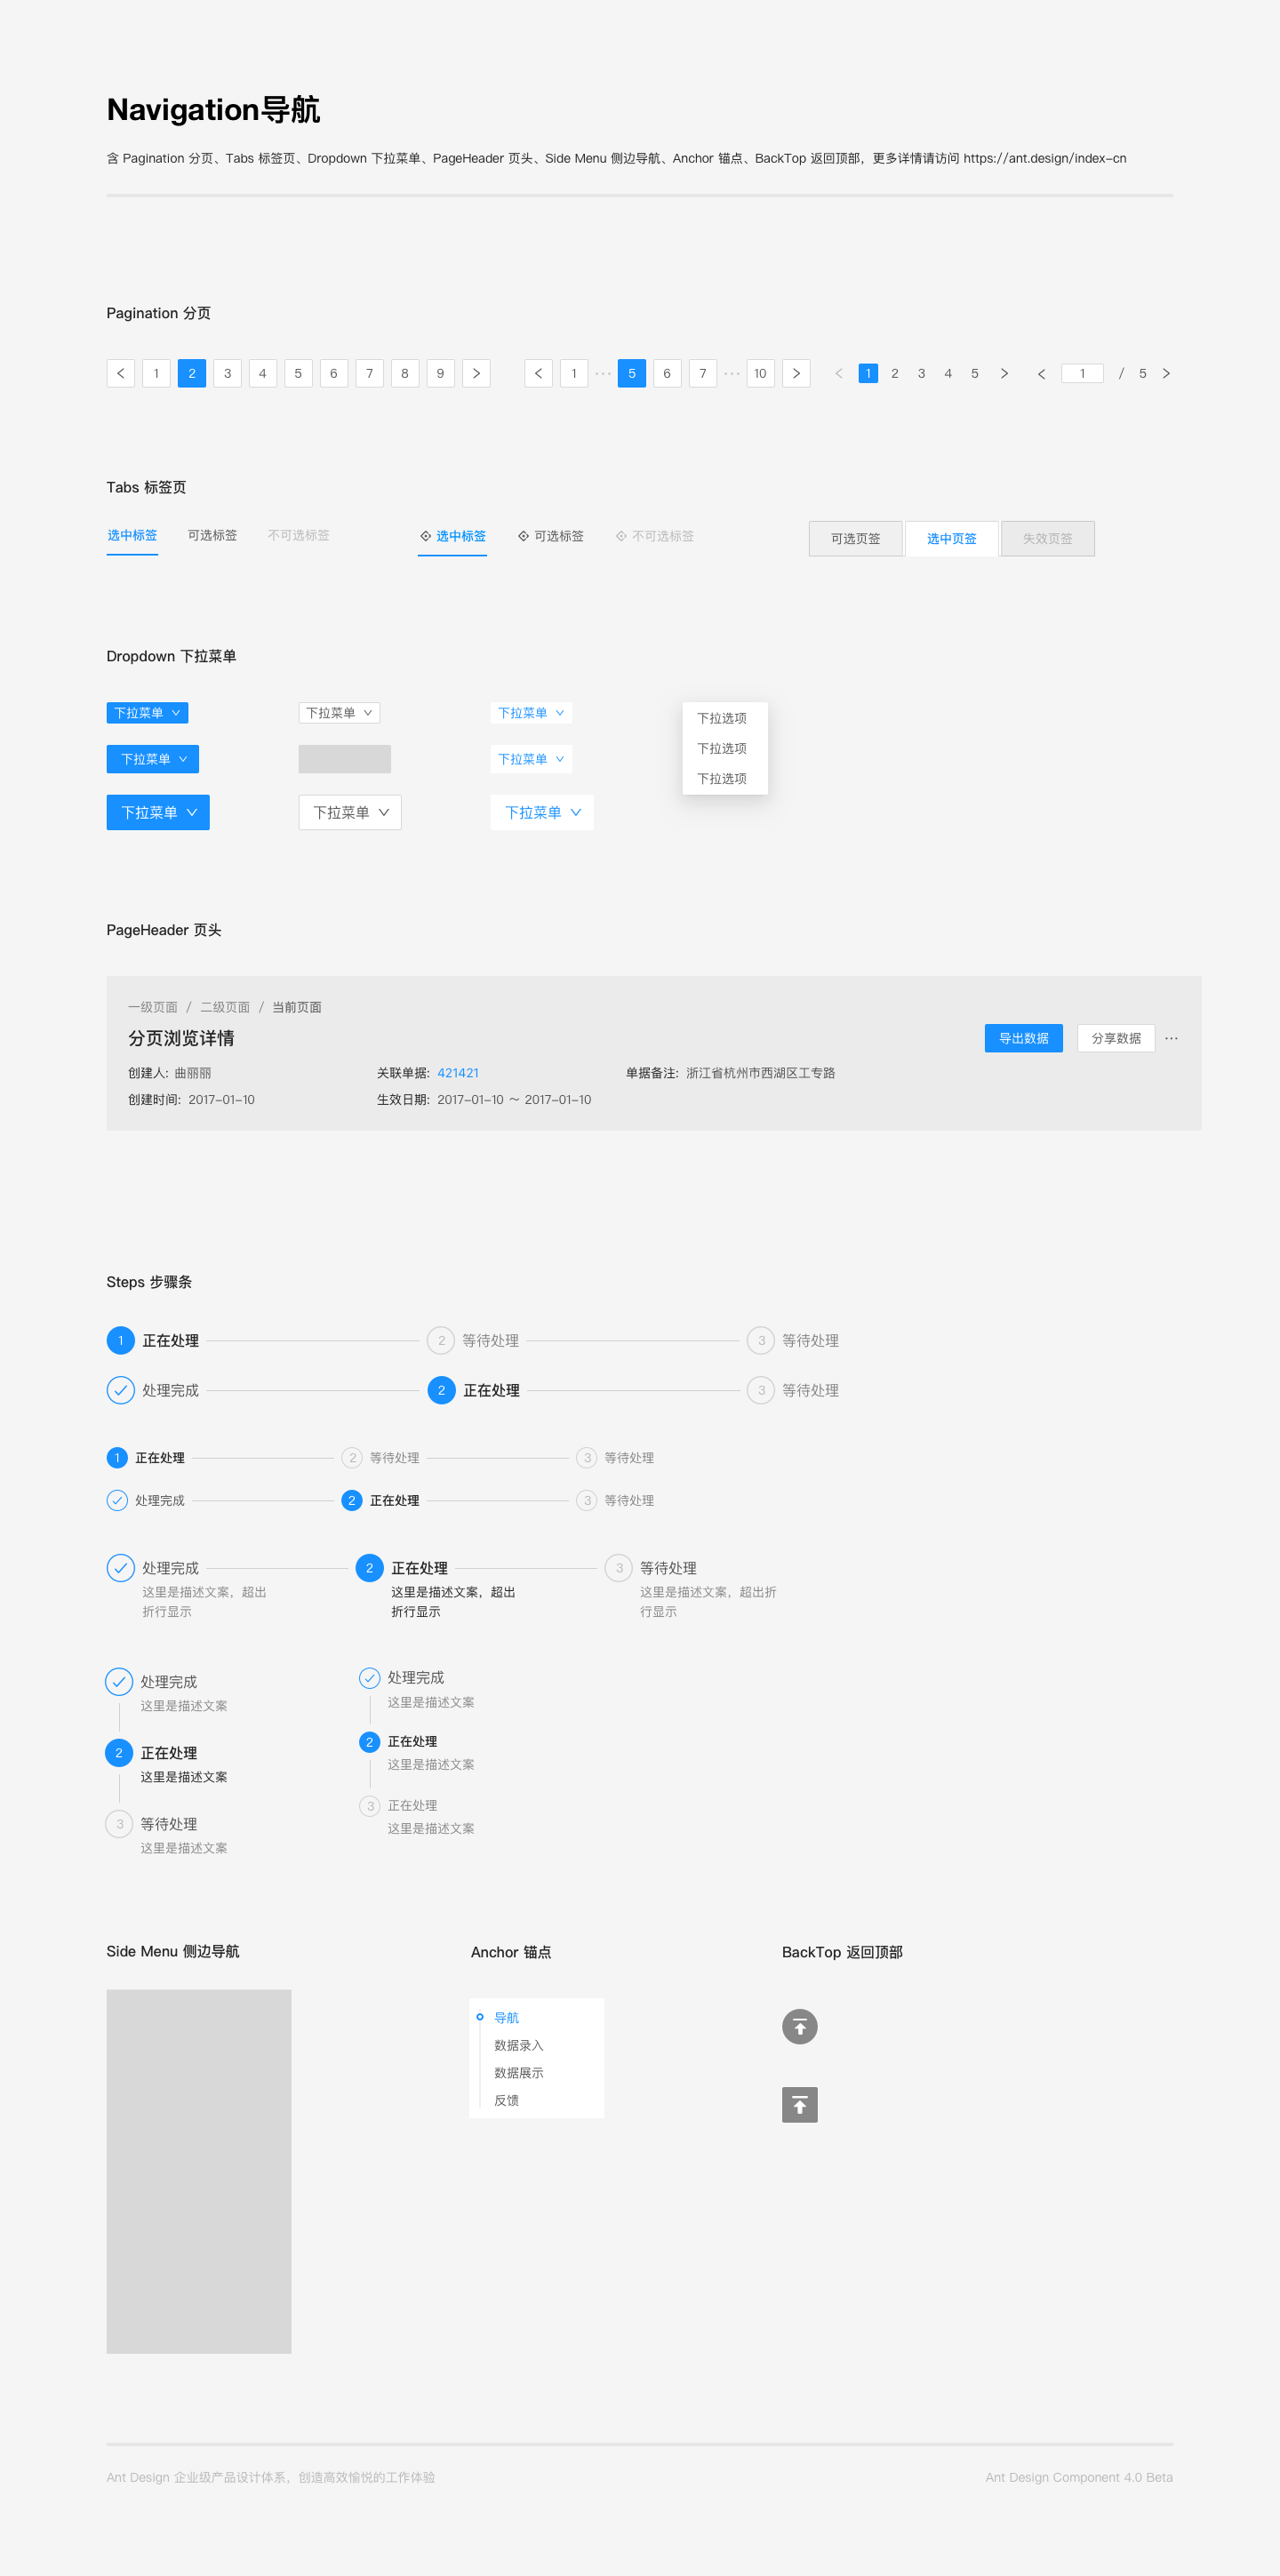 Navigation导航
含 Pagination 分页、Tabs 标签页、Dropdown 下拉菜单、PageHeader 页头、Side Menu 侧边导航、Anchor 锚点、BackTop 返回顶部，更多详情请访问 https://ant.design/index-cn
Pagination 分页
1 2 3 4 5 6 7 8 9 1 ··· 5 6 7 ··· 10 1 2 3 4 5 1 / 5
Tabs 标签页
选中标签 可选标签 不可选标签 选中标签 可选标签 不可选标签 可选页签 选中页签 失效页签
Dropdown 下拉菜单
下拉菜单 下拉菜单 下拉菜单 下拉选项
下拉选项
下拉菜单 下拉菜单
下拉选项
下拉菜单 下拉菜单 下拉菜单
PageHeader 页头
一级页面 / 二级页面 / 当前页面
分页浏览详情 导出数据 分享数据 ···
创建人: 曲丽丽 关联单据: 421421 单据备注: 浙江省杭州市西湖区工专路
创建时间: 2017-01-10 生效日期: 2017-01-10 ～ 2017-01-10
Steps 步骤条
1 正在处理 2 等待处理 3 等待处理
处理完成 2 正在处理 3 等待处理
1 正在处理 2 等待处理 3 等待处理
处理完成 2 正在处理 3 等待处理
处理完成 2 正在处理 3 等待处理
这里是描述文案，超出 这里是描述文案，超出 这里是描述文案，超出折
折行显示 折行显示 行显示
处理完成
这里是描述文案
2 正在处理
这里是描述文案
3 等待处理
这里是描述文案
处理完成
这里是描述文案
2 正在处理
这里是描述文案
3 正在处理
这里是描述文案
Side Menu 侧边导航
Anchor 锚点
导航
数据录入
数据展示
反馈
BackTop 返回顶部
Ant Design 企业级产品设计体系，创造高效愉悦的工作体验
Ant Design Component 4.0 Beta